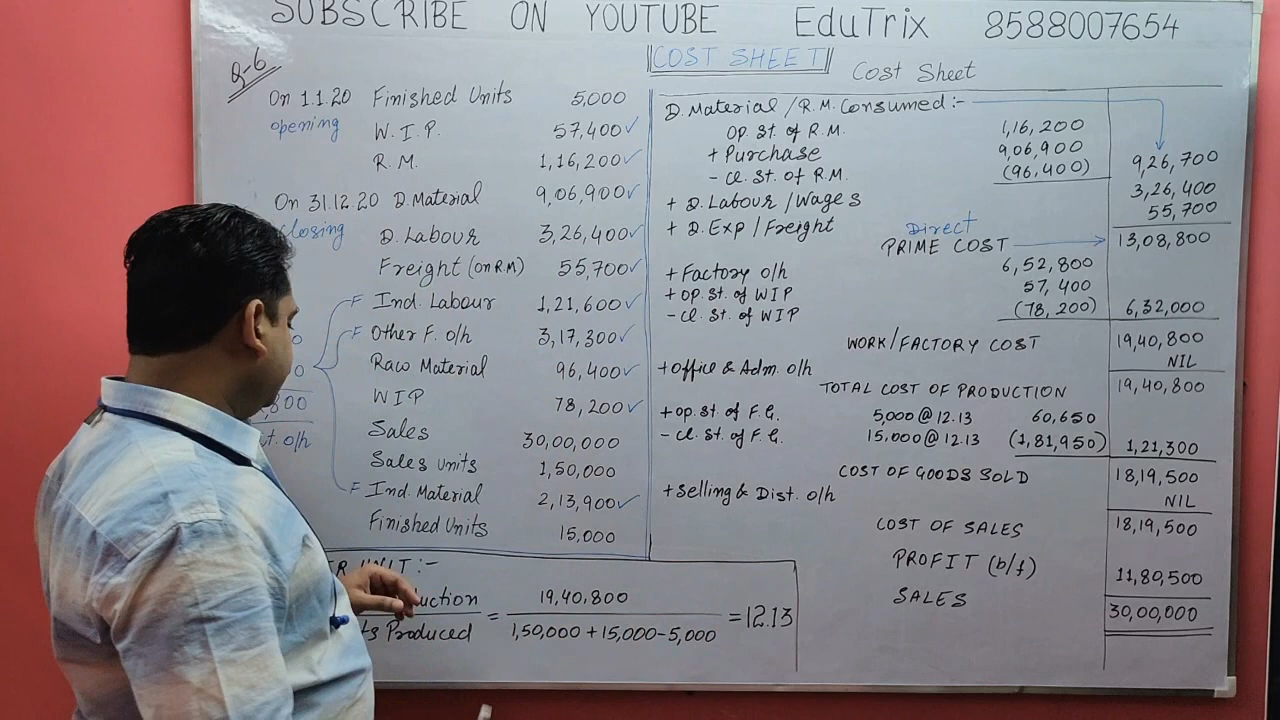 SUBSCRIBE ON YOUTUBE EduTrix 8588007654
COST SHEET
Q-6
On 1.1.20 Finished Units 5,000
opening W.I.P. 57,400✓
R.M. 1,16,200✓
On 31.12.20 D.Material 9,06,900✓
closing D. Labour 3,26,400✓
Freight (on R.M) 55,700✓
F Ind. Labour 1,21,600✓
F Other F. o/h 3,17,300✓
Raw Material 96,400✓
WIP 78,200✓
Sales 30,00,000
Sales units 1,50,000
F Ind. Material 2,13,900✓
Finished Units 15,000
0
0
,800
t. o/h
ER UNIT:-
uction = 19,40,800 = 12.13
ts Produced 1,50,000 + 15,000 - 5,000
Cost Sheet
D. Material / R.M. Consumed :-
Op. St. of R.M. 1,16,200
+ Purchase 9,06,900
- Cl. St. of R.M. (96,400) 9,26,700
+ D. Labour / Wages 3,26,400
+ D. Exp / Freight 55,700
Direct
PRIME COST 13,08,800
+ Factory o/h 6,52,800
+ op. St. of WIP 57,400
- Cl. St. of WIP (78,200) 6,32,000
WORK/FACTORY COST 19,40,800
+ Office & Adm. o/h NIL
TOTAL COST OF PRODUCTION 19,40,800
+ op. St. of F.G. 5,000 @ 12.13 60,650
- Cl. St. of F.G. 15,000 @ 12.13 (1,81,950) 1,21,300
COST OF GOODS SOLD 18,19,500
+ Selling & Dist. o/h NIL
COST OF SALES 18,19,500
PROFIT (b/f) 11,80,500
SALES 30,00,000